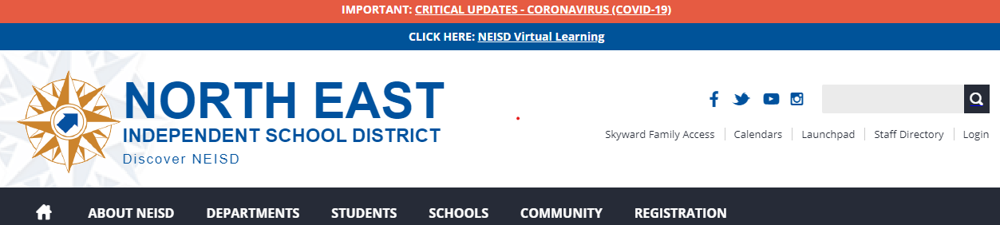 IMPORTANT: CRITICAL UPDATES - CORONAVIRUS (COVID-19)
CLICK HERE: NEISD Virtual Learning
NORTH EAST
INDEPENDENT SCHOOL DISTRICT
Discover NEISD
Skyward Family Access Calendars Launchpad Staff Directory Login
ABOUT NEISD DEPARTMENTS STUDENTS SCHOOLS COMMUNITY REGISTRATION